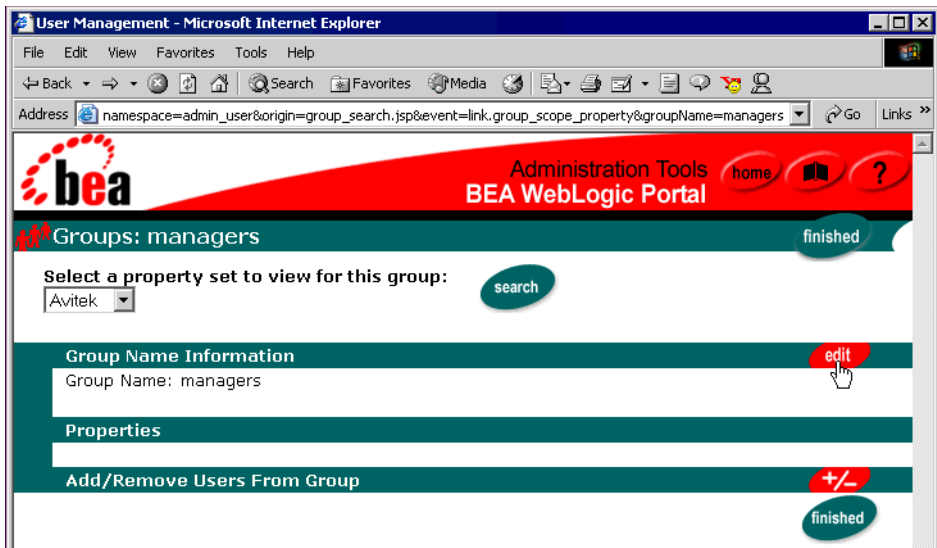 User Management - Microsoft Internet Explorer
File Edit View Favorites Tools Help
Back Search Favorites Media
Address namespace=admin_user&origin=group_search.jsp&event=link.group_scope_property&groupName=managers Go Links »
bea
Administration Tools
BEA WebLogic Portal
home ?
Groups: managers
finished
Select a property set to view for this group:
Avitek
search
Group Name Information
edit
Group Name: managers
Properties
Add/Remove Users From Group
+/-
finished